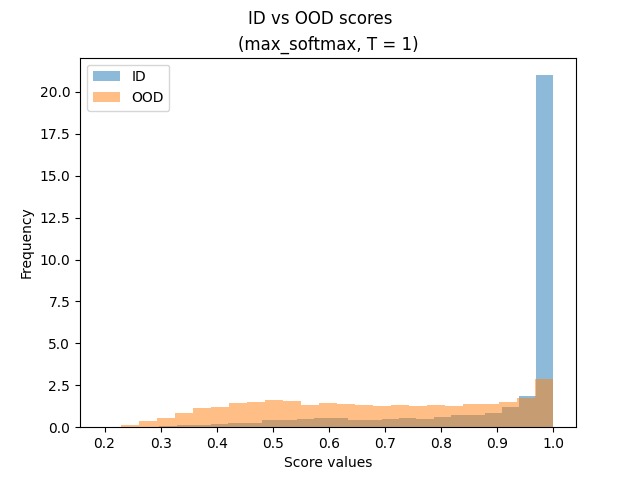 ID vs OOD scores
(max_softmax, T = 1)
ID
OOD
Frequency
20.0
17.5
15.0
12.5
10.0
7.5
5.0
2.5
0.0
0.2 0.3 0.4 0.5 0.6 0.7 0.8 0.9 1.0
Score values